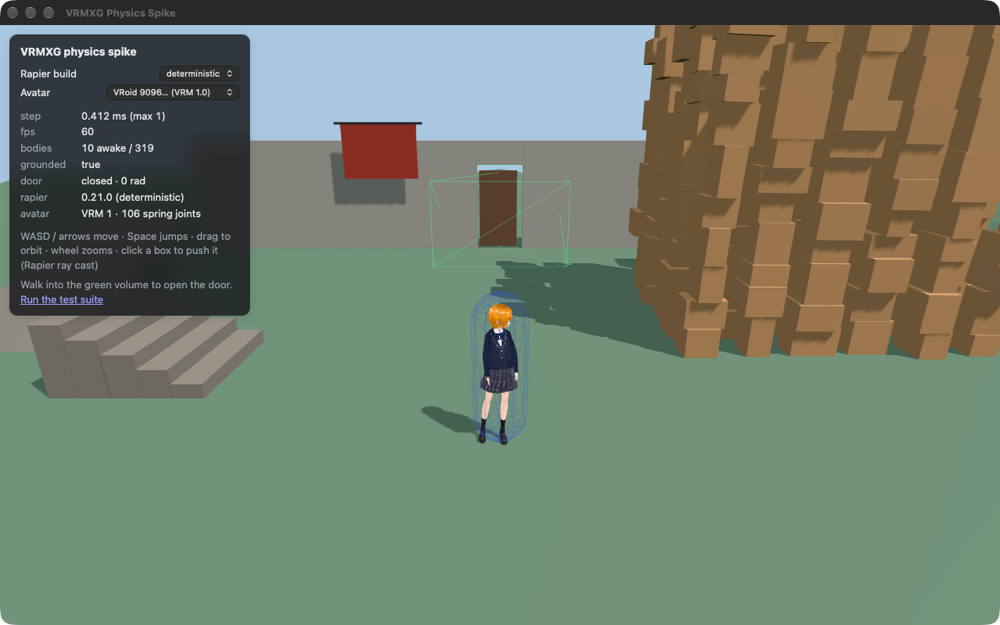 VRMXG Physics Spike
VRMXG physics spike
Rapier build deterministic
Avatar VRoid 9096... (VRM 1.0)
step 0.412 ms (max 1)
fps 60
bodies 10 awake / 319
grounded true
door closed · 0 rad
rapier 0.21.0 (deterministic)
avatar VRM 1 · 106 spring joints
WASD / arrows move · Space jumps · drag to
orbit · wheel zooms · click a box to push it
(Rapier ray cast)
Walk into the green volume to open the door.
Run the test suite